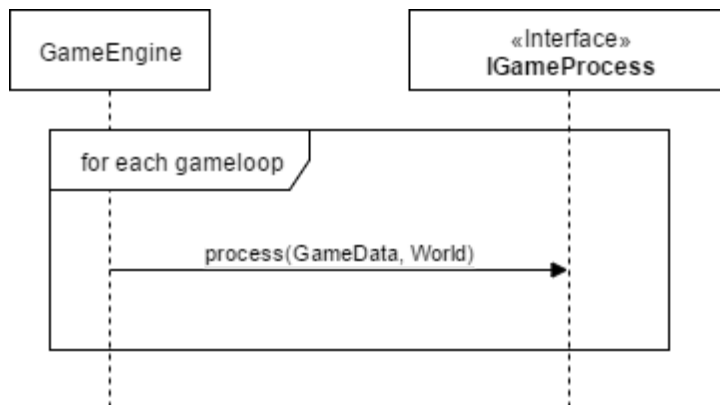 GameEngine
«Interface»
IGameProcess
for each gameloop
process(GameData, World)